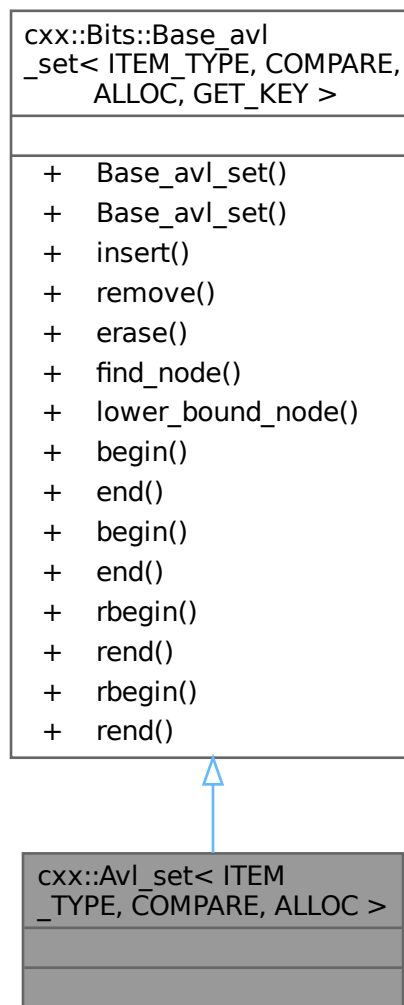 cxx::Bits::Base_avl
_set< ITEM_TYPE, COMPARE,
ALLOC, GET_KEY >
+ Base_avl_set()
+ Base_avl_set()
+ insert()
+ remove()
+ erase()
+ find_node()
+ lower_bound_node()
+ begin()
+ end()
+ begin()
+ end()
+ rbegin()
+ rend()
+ rbegin()
+ rend()
cxx::Avl_set< ITEM
_TYPE, COMPARE, ALLOC >